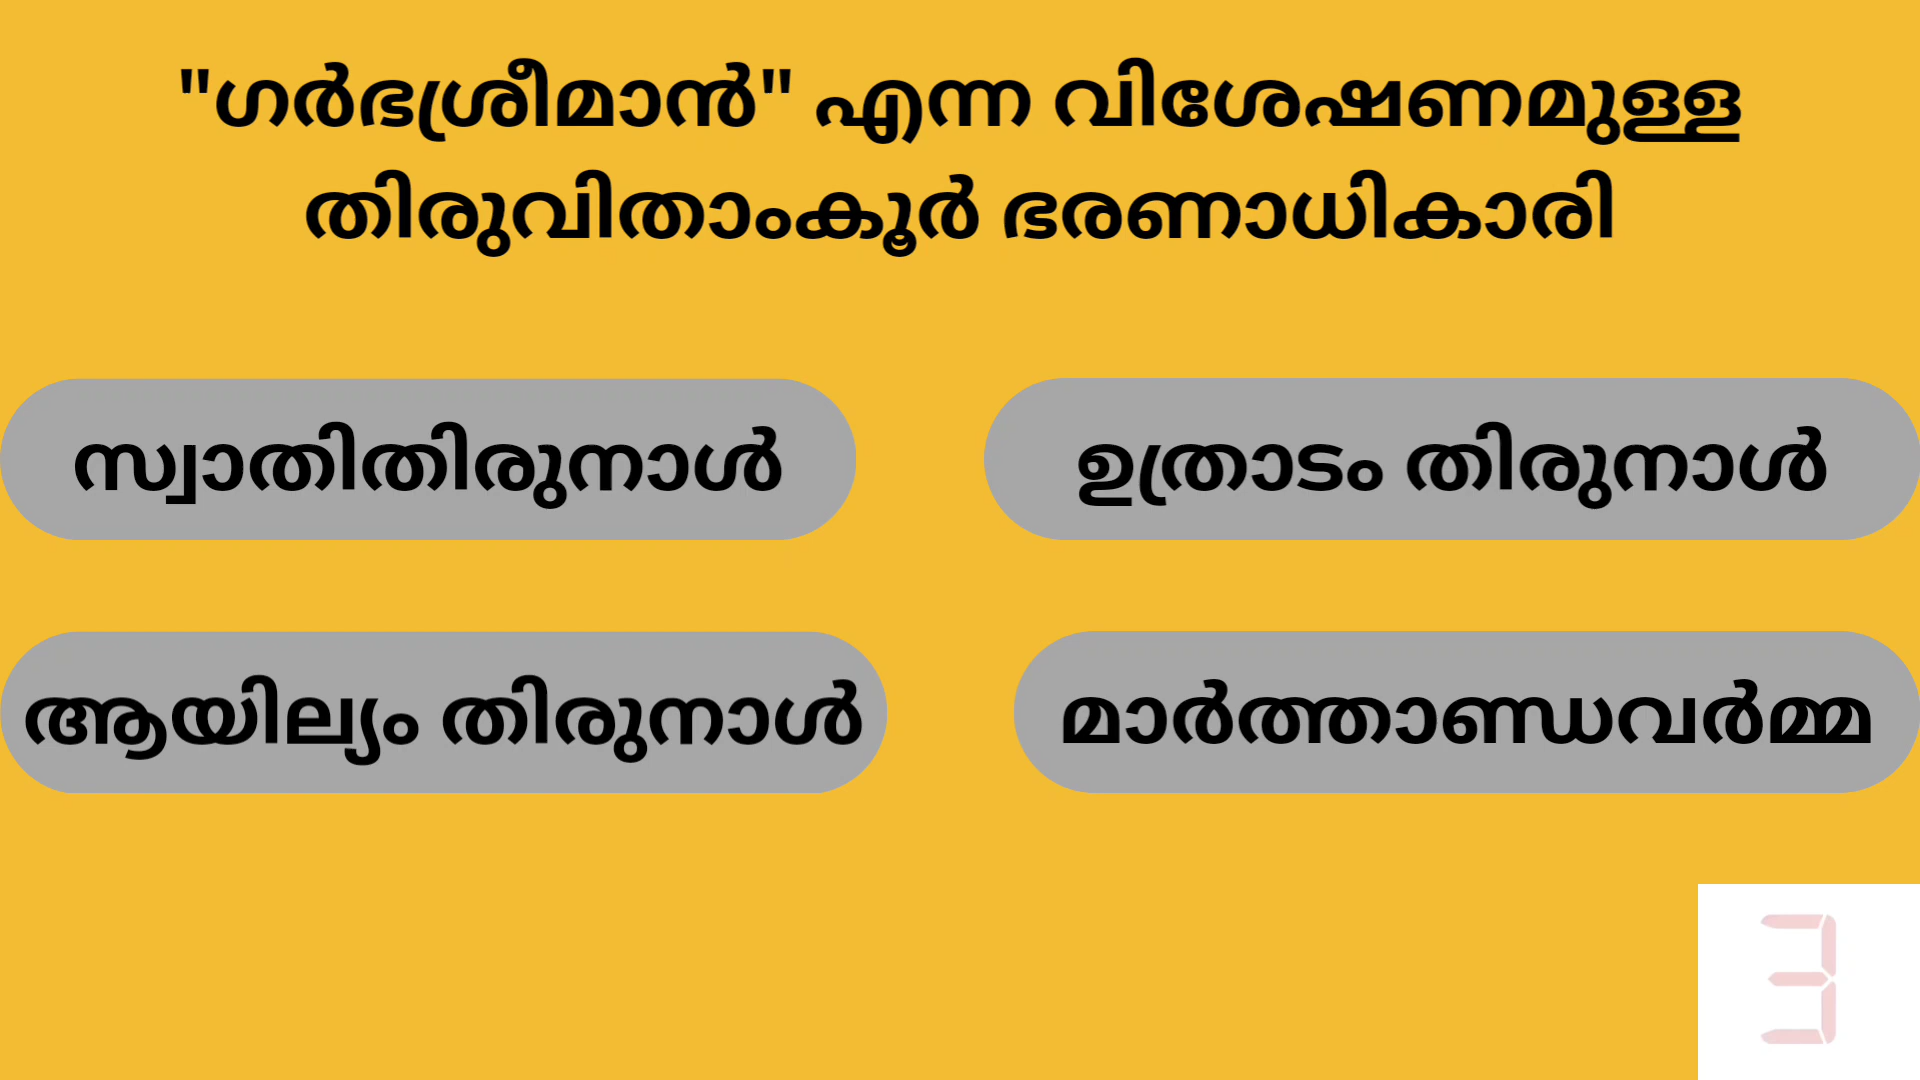 "ഗർഭശ്രീമാൻ" എന്ന വിശേഷണമുള്ള
തിരുവിതാംകൂർ ഭരണാധികാരി
സ്വാതിതിരുനാൾ
ഉത്രാടം തിരുനാൾ
ആയില്യം തിരുനാൾ
മാർത്താണ്ഡവർമ്മ
3